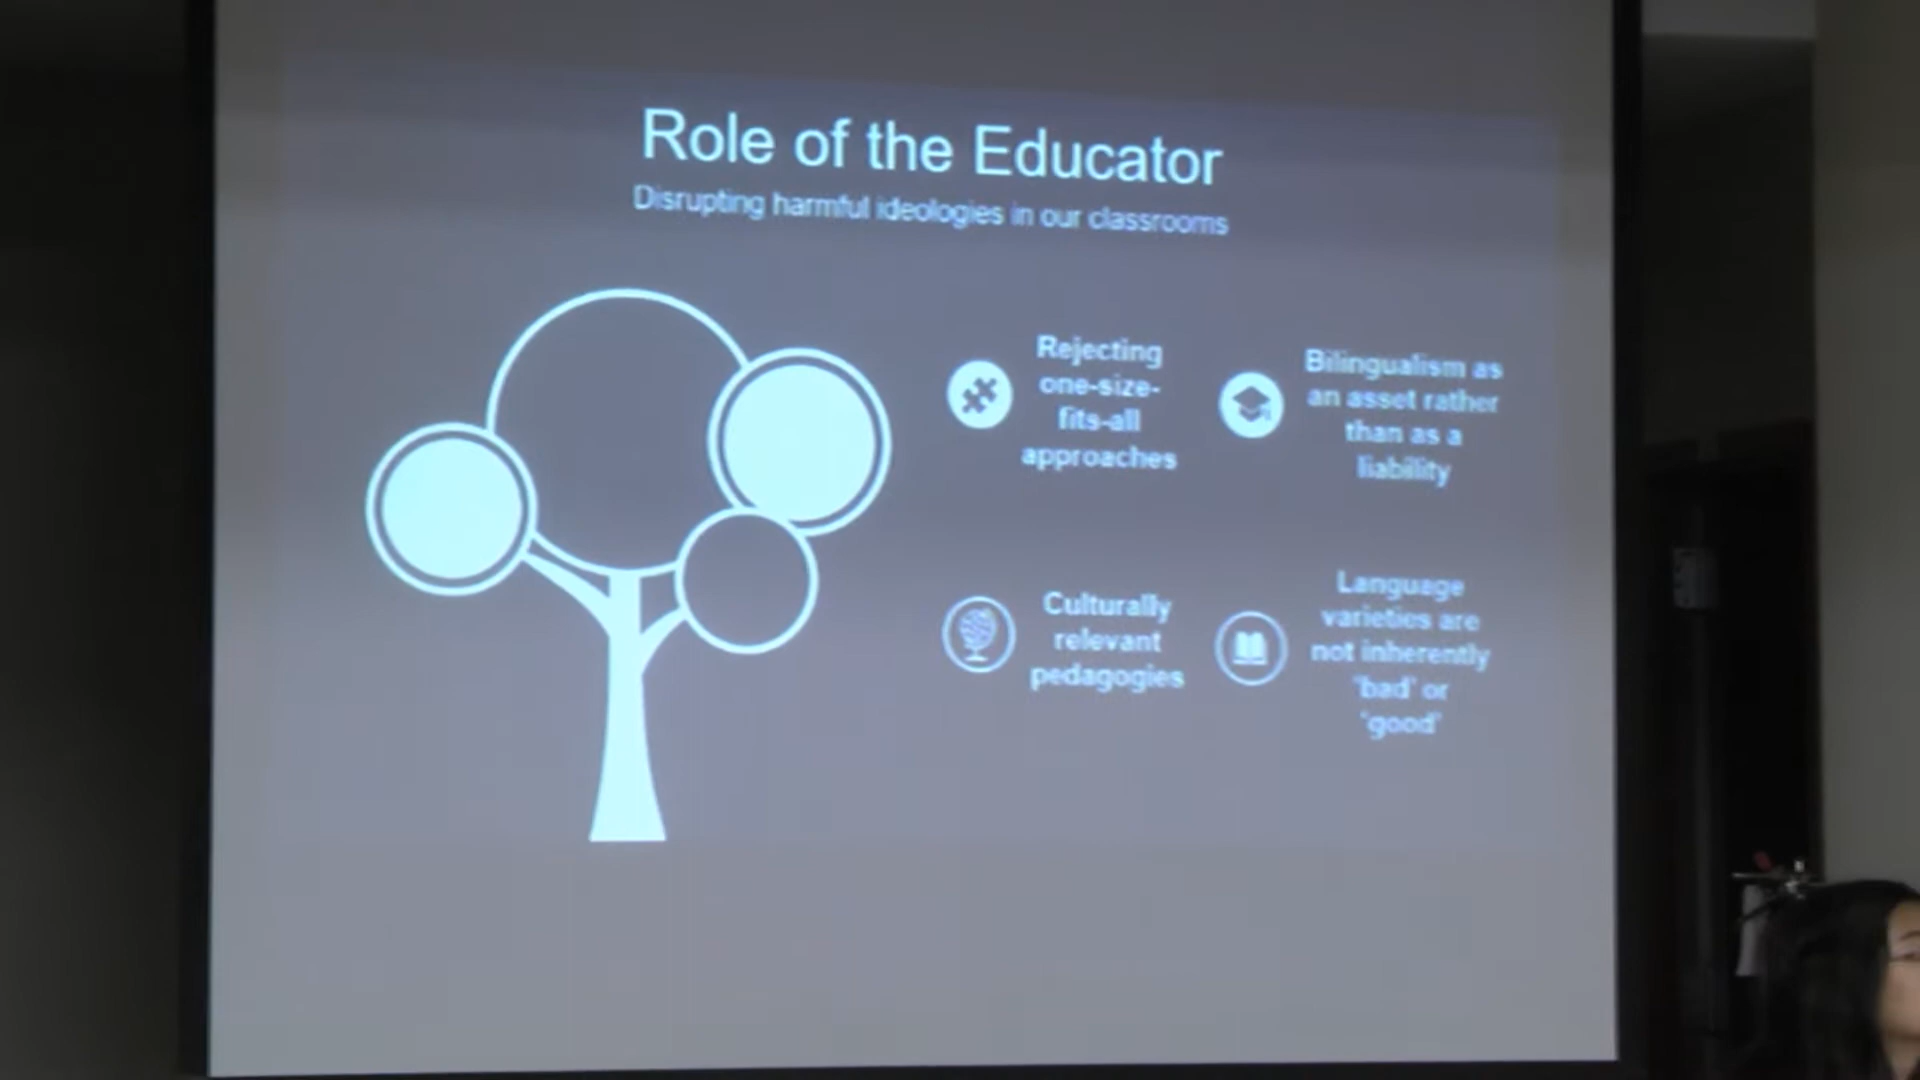 Role of the Educator
Disrupting harmful ideologies in our classrooms
Rejecting
one-size-
fits-all
approaches
Bilingualism as
an asset rather
than as a
liability
Culturally
relevant
pedagogies
Language
varieties are
not inherently
'bad' or
'good'